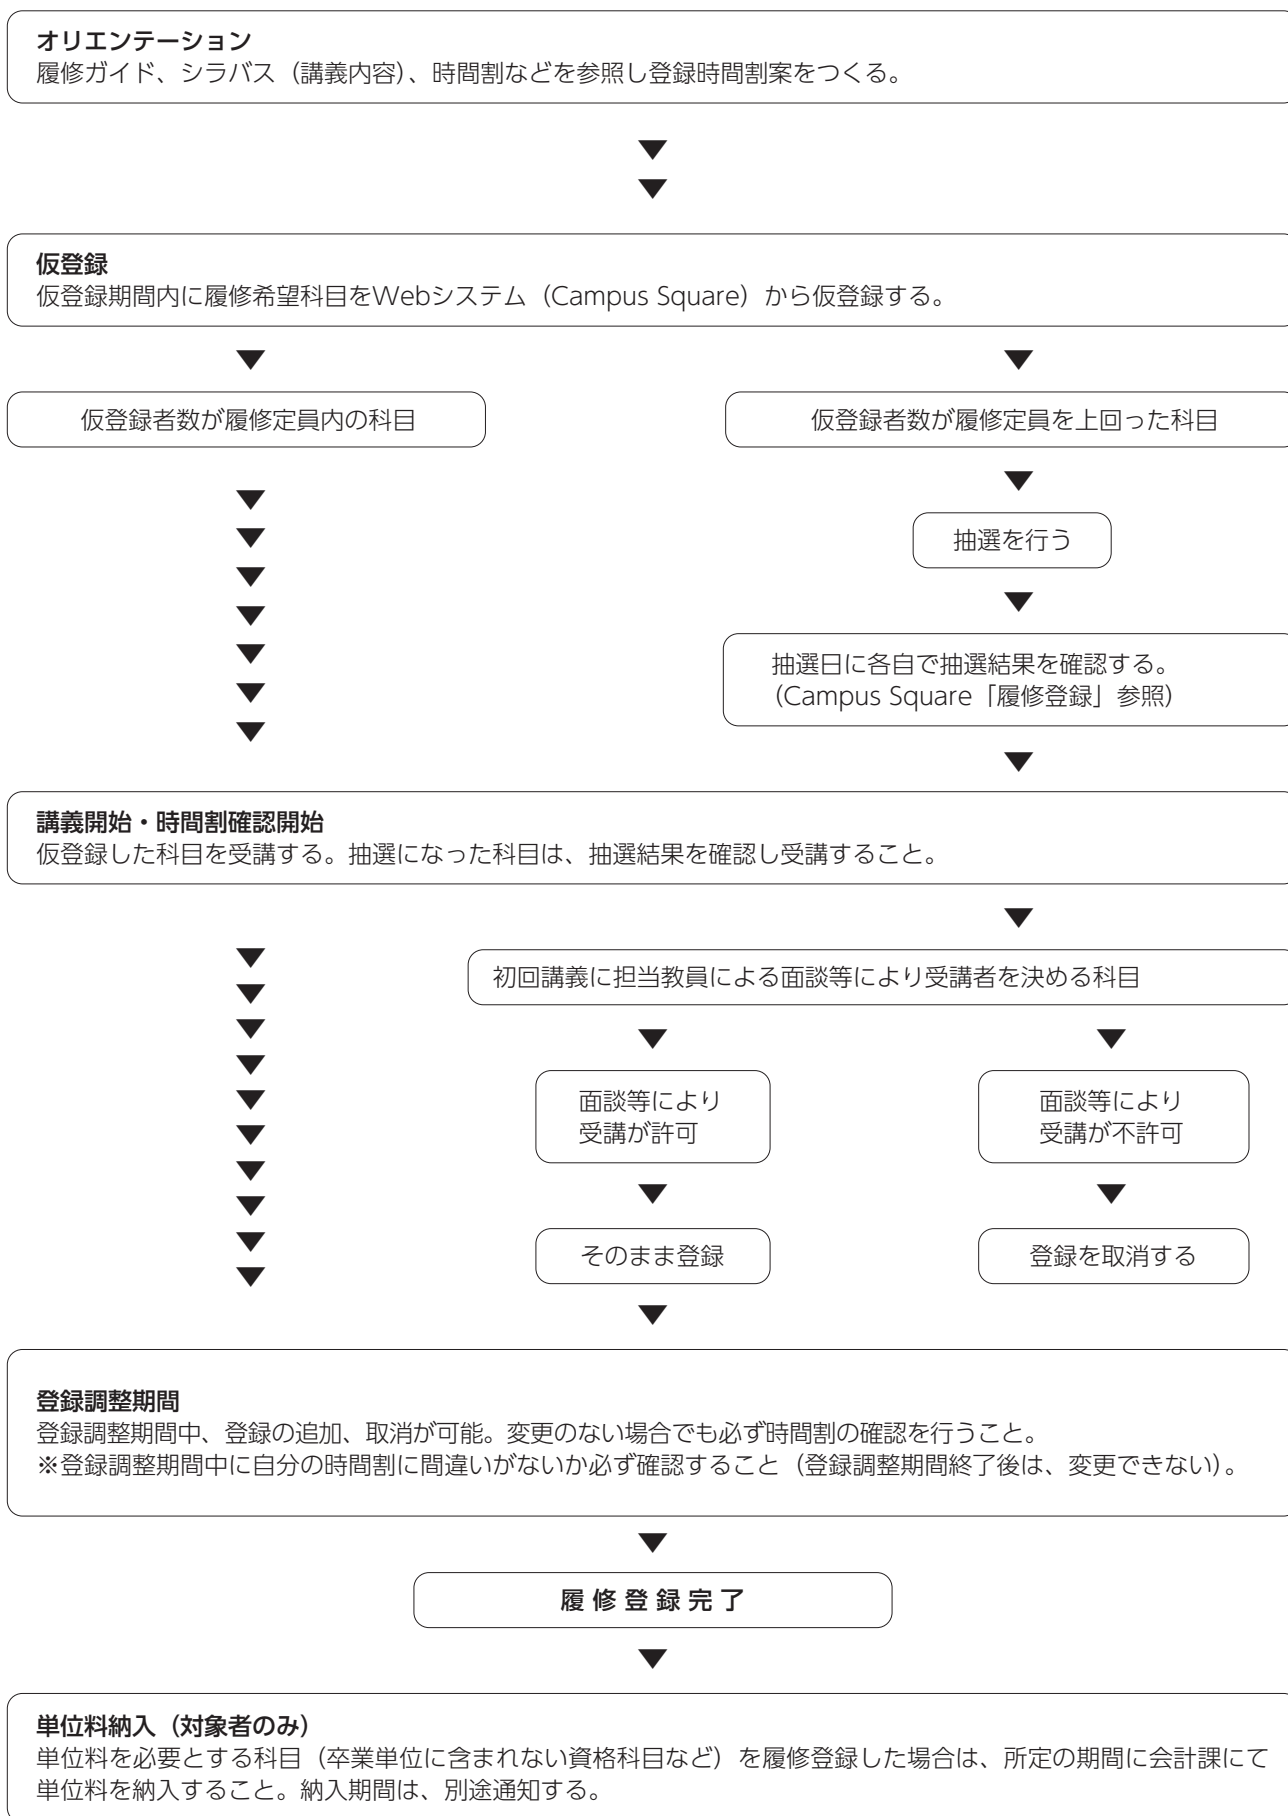 オリエンテーション
履修ガイド、シラバス（講義内容）、時間割などを参照し登録時間割案をつくる。
仮登録
仮登録期間内に履修希望科目をWebシステム（Campus Square）から仮登録する。
仮登録者数が履修定員内の科目
仮登録者数が履修定員を上回った科目
抽選を行う
抽選日に各自で抽選結果を確認する。
（Campus Square「履修登録」参照）
講義開始・時間割確認開始
仮登録した科目を受講する。抽選になった科目は、抽選結果を確認し受講すること。
初回講義に担当教員による面談等により受講者を決める科目
面談等により
受講が許可
面談等により
受講が不許可
そのまま登録
登録を取消する
登録調整期間
登録調整期間中、登録の追加、取消が可能。変更のない場合でも必ず時間割の確認を行うこと。
※登録調整期間中に自分の時間割に間違いがないか必ず確認すること（登録調整期間終了後は、変更できない）。
履修登録完了
単位料納入（対象者のみ）
単位料を必要とする科目（卒業単位に含まれない資格科目など）を履修登録した場合は、所定の期間に会計課にて
単位料を納入すること。納入期間は、別途通知する。